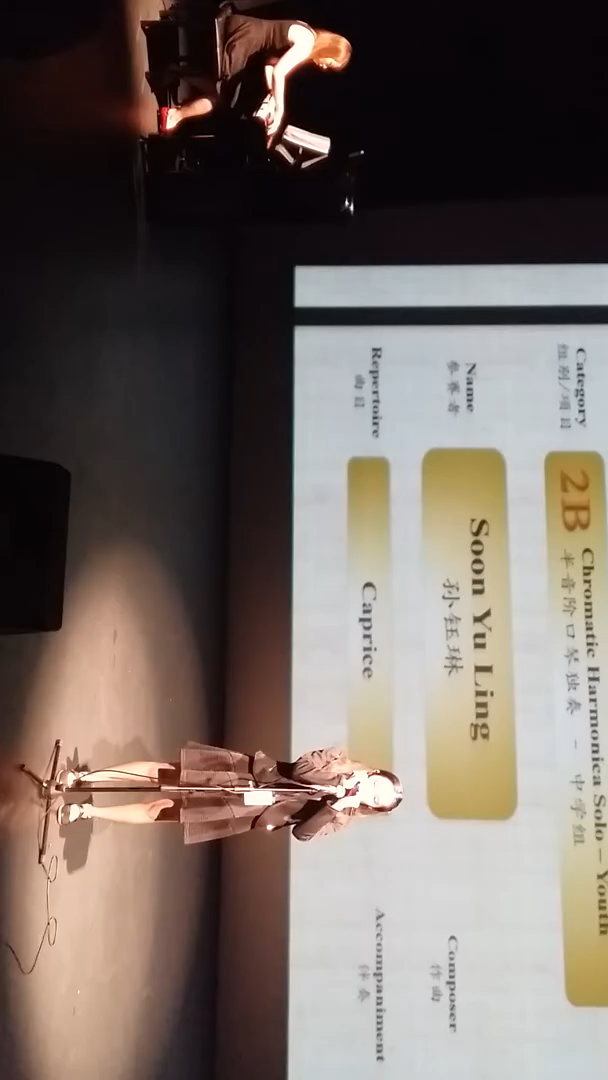 Category
组别/项目
2B
Chromatic Harmonica Solo – Youth
半音阶口琴独奏 – 中学组
Name
参赛者
Soon Yu Ling
孙钰琳
Composer
作曲
Repertoire
曲目
Caprice
Accompaniment
伴奏